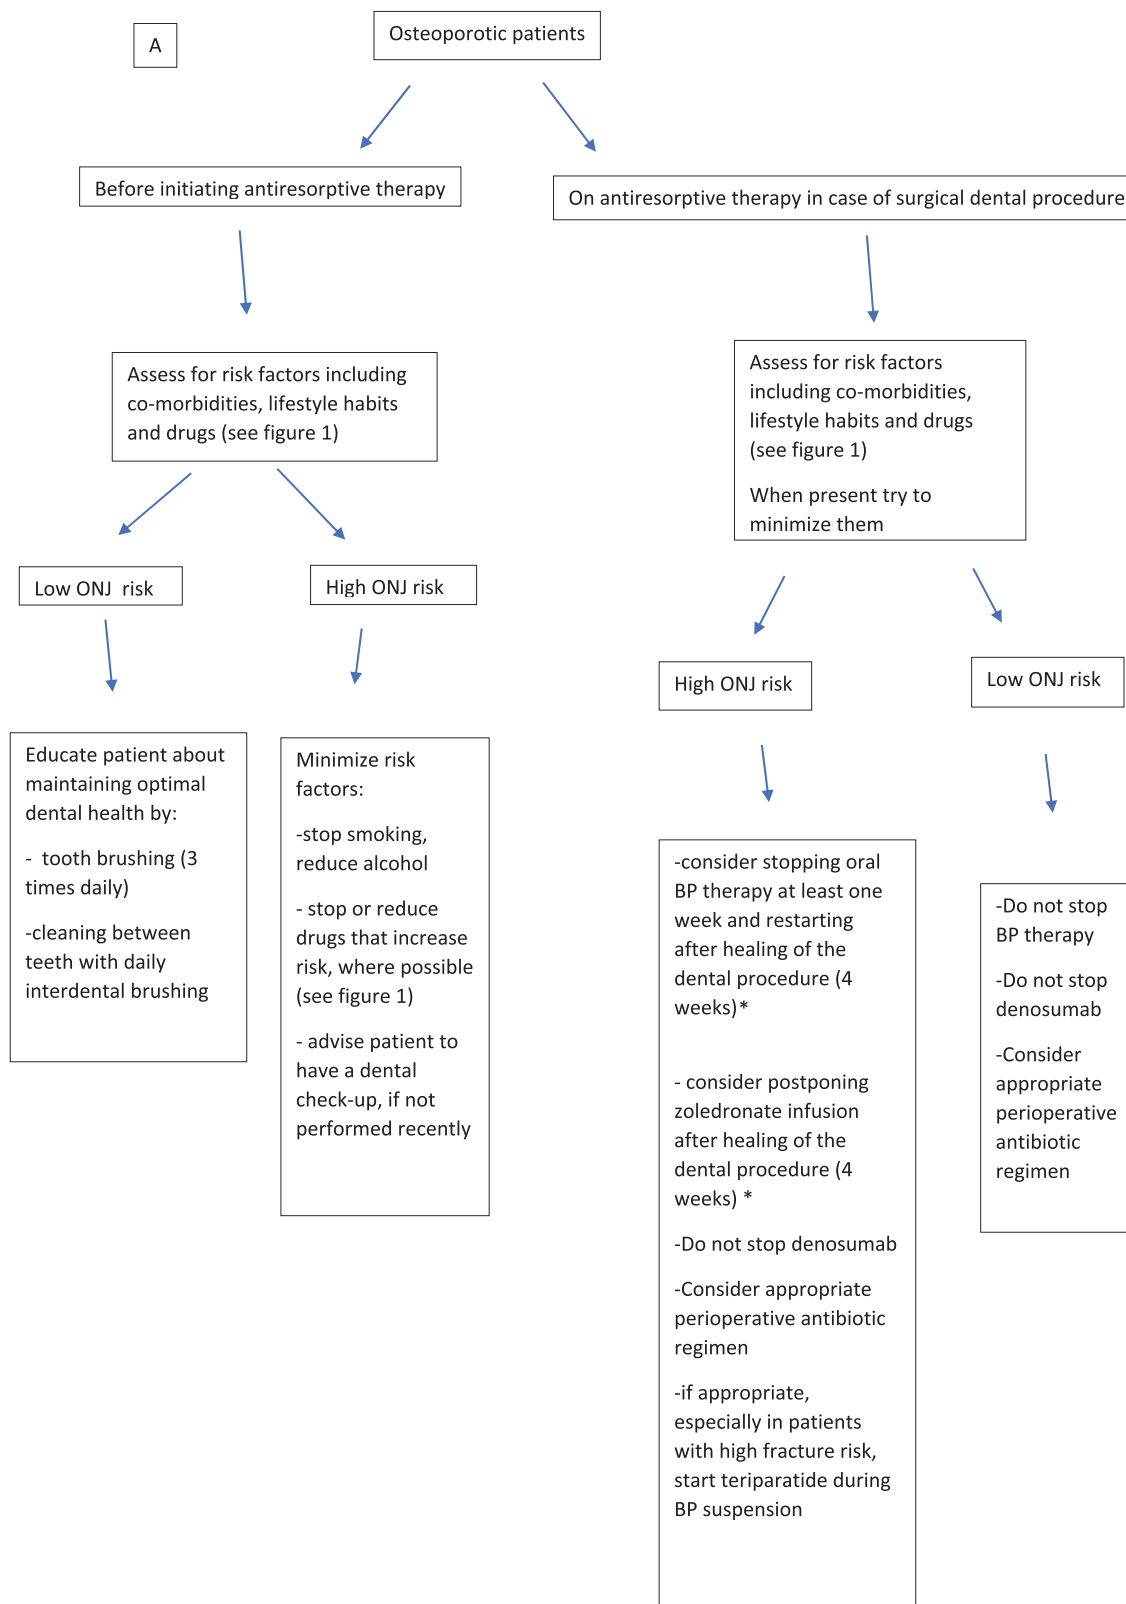 A
Osteoporotic patients
Before initiating antiresorptive therapy
On antiresorptive therapy in case of surgical dental procedure
Assess for risk factors including
co-morbidities, lifestyle habits
and drugs (see figure 1)
Assess for risk factors
including co-morbidities,
lifestyle habits and drugs
(see figure 1)
When present try to
minimize them
Low ONJ  risk
High ONJ risk
High ONJ risk
Low ONJ risk
Educate patient about
maintaining optimal
dental health by:
-  tooth brushing (3
times daily)
-cleaning between
teeth with daily
interdental brushing
Minimize risk
factors:
-stop smoking,
reduce alcohol
- stop or reduce
drugs that increase
risk, where possible
(see figure 1)
- advise patient to
have a dental
check-up, if not
performed recently
-consider stopping oral
BP therapy at least one
week and restarting
after healing of the
dental procedure (4
weeks)*
- consider postponing
zoledronate infusion
after healing of the
dental procedure (4
weeks) *
-Do not stop denosumab
-Consider appropriate
perioperative antibiotic
regimen
-if appropriate,
especially in patients
with high fracture risk,
start teriparatide during
BP suspension
-Do not stop
BP therapy
-Do not stop
denosumab
-Consider
appropriate
perioperative
antibiotic
regimen